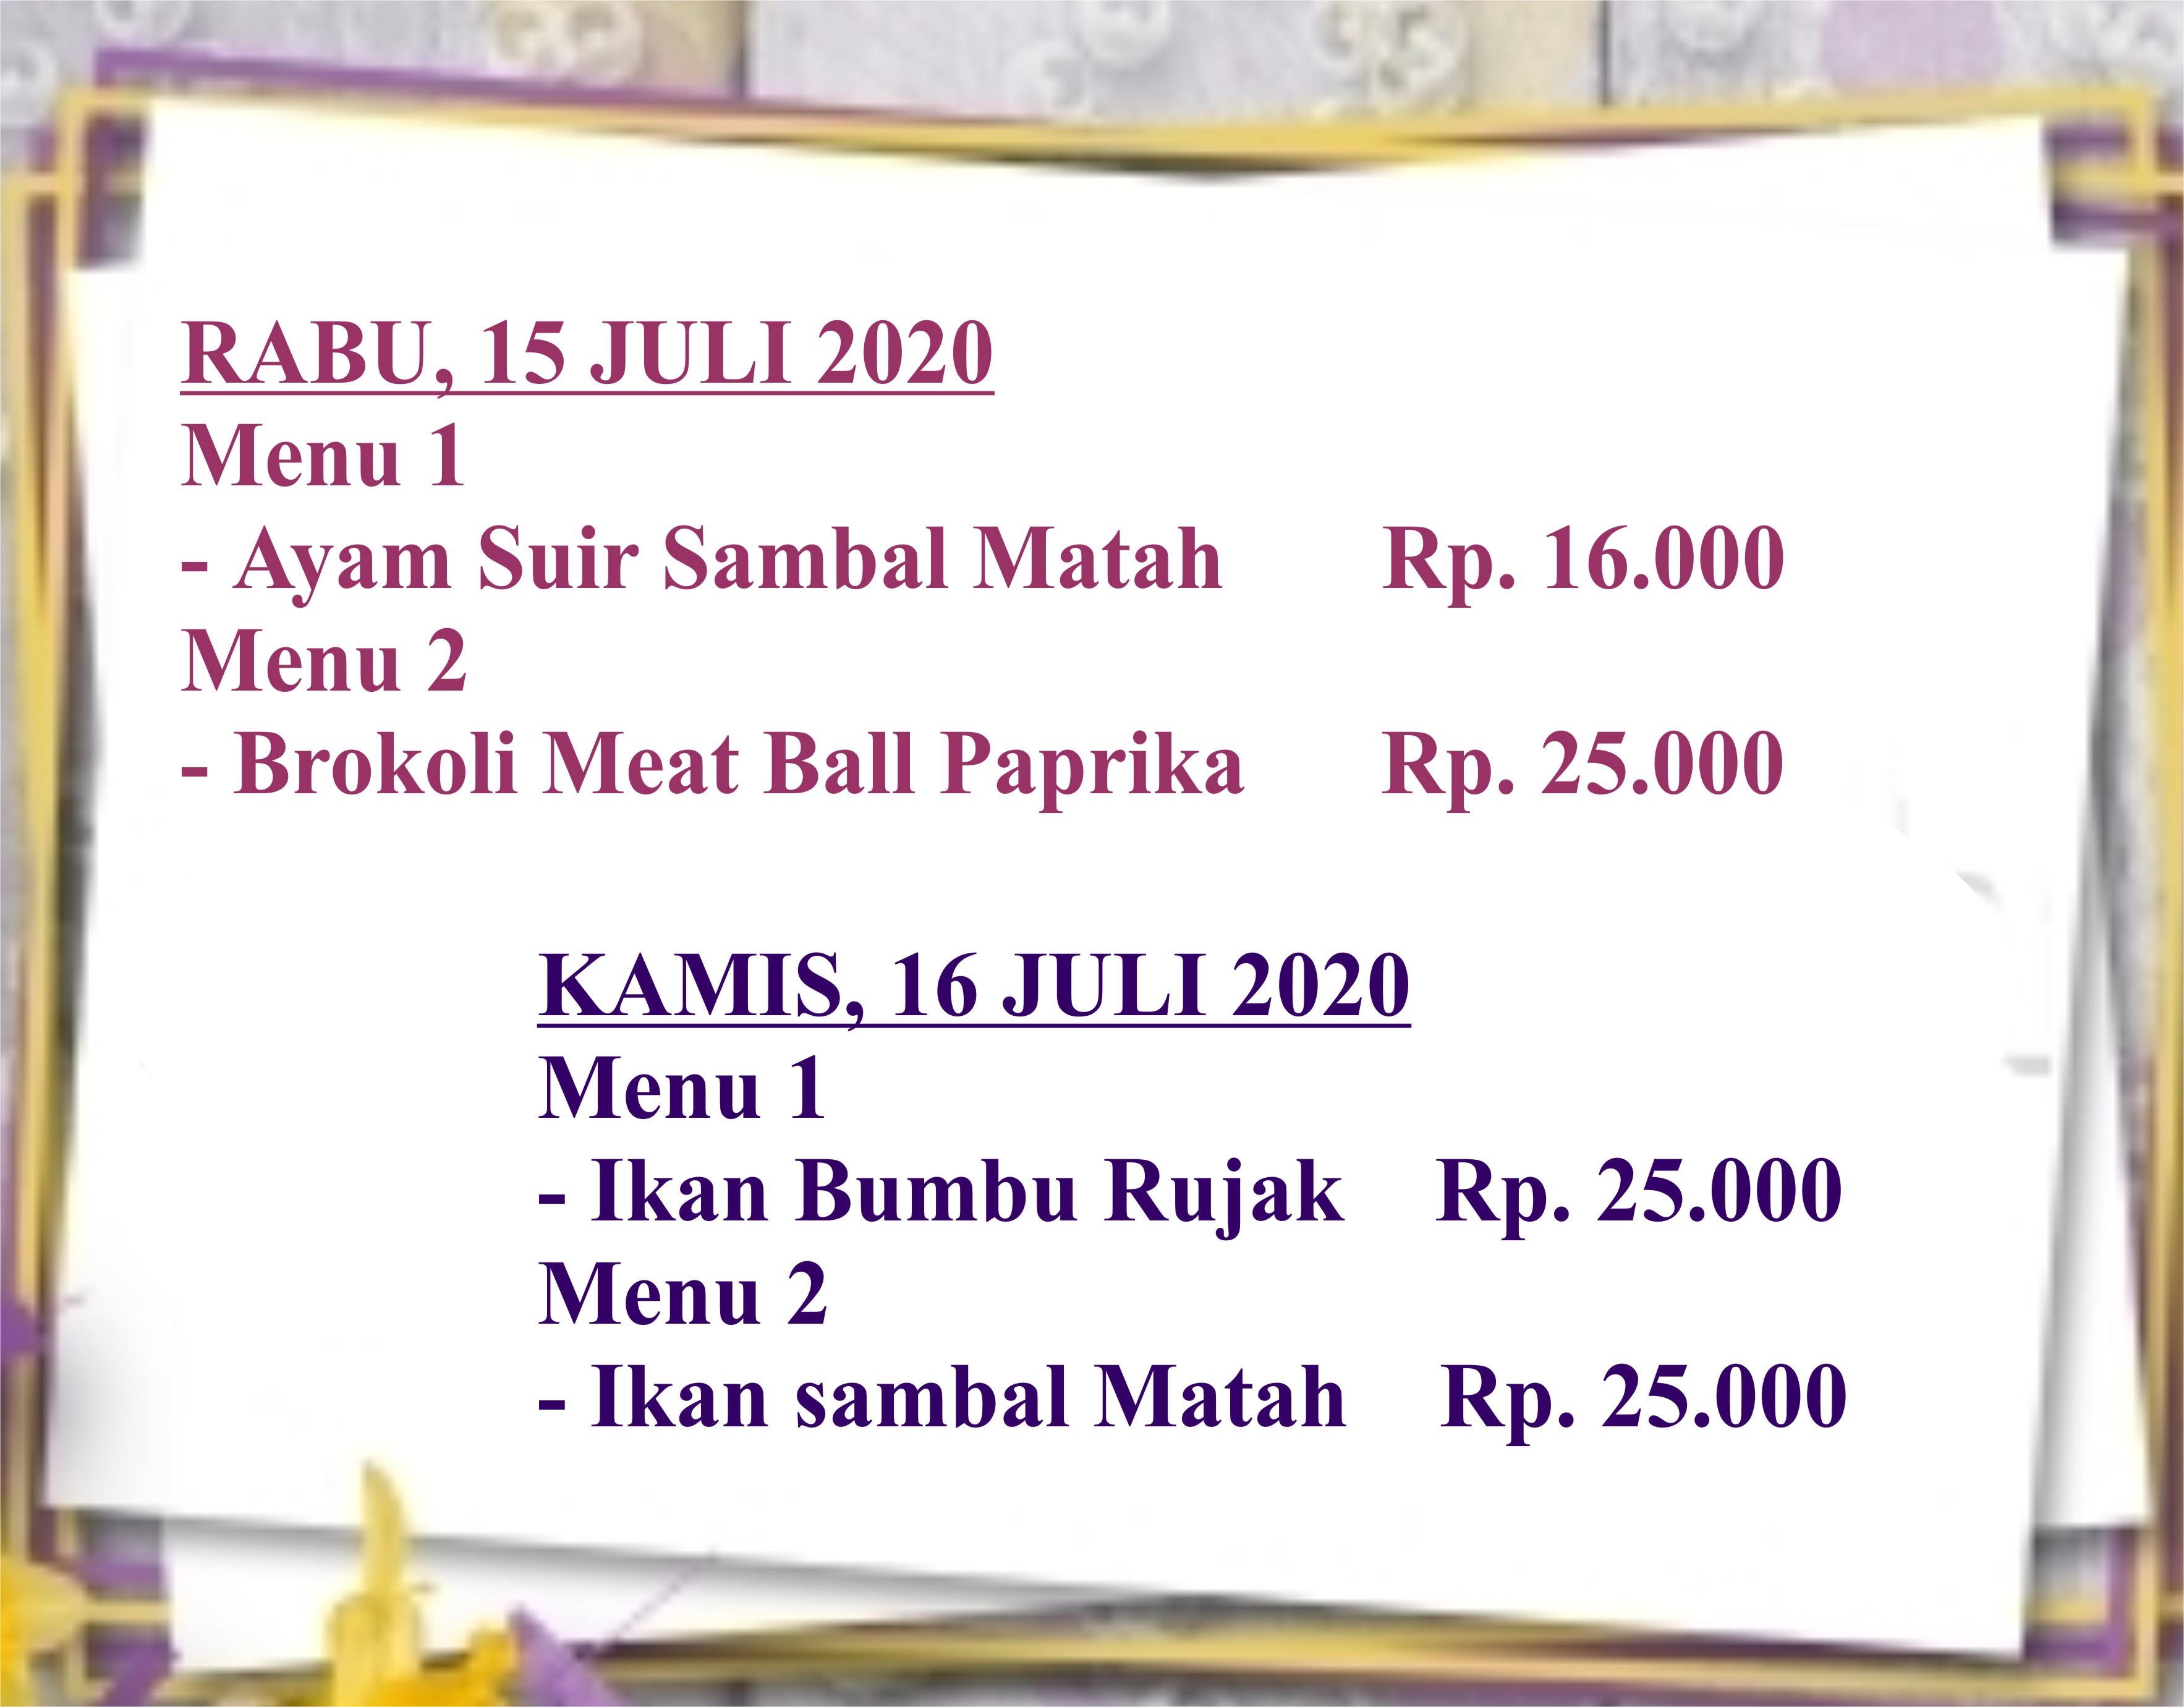 RABU, 15 JULI 2020
Menu 1
- Ayam Suir Sambal Matah Rp. 16.000
Menu 2
- Brokoli Meat Ball Paprika Rp. 25.000
KAMIS, 16 JULI 2020
Menu 1
- Ikan Bumbu Rujak Rp. 25.000
Menu 2
- Ikan sambal Matah Rp. 25.000